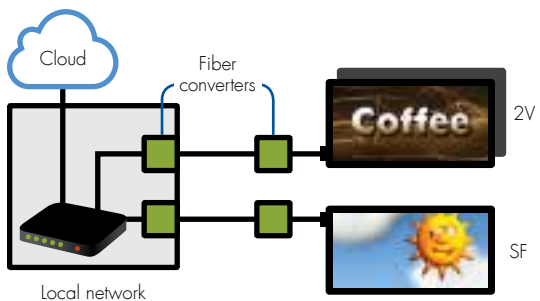 Cloud
Fiber
converters
Coffee
2V
SF
Local network